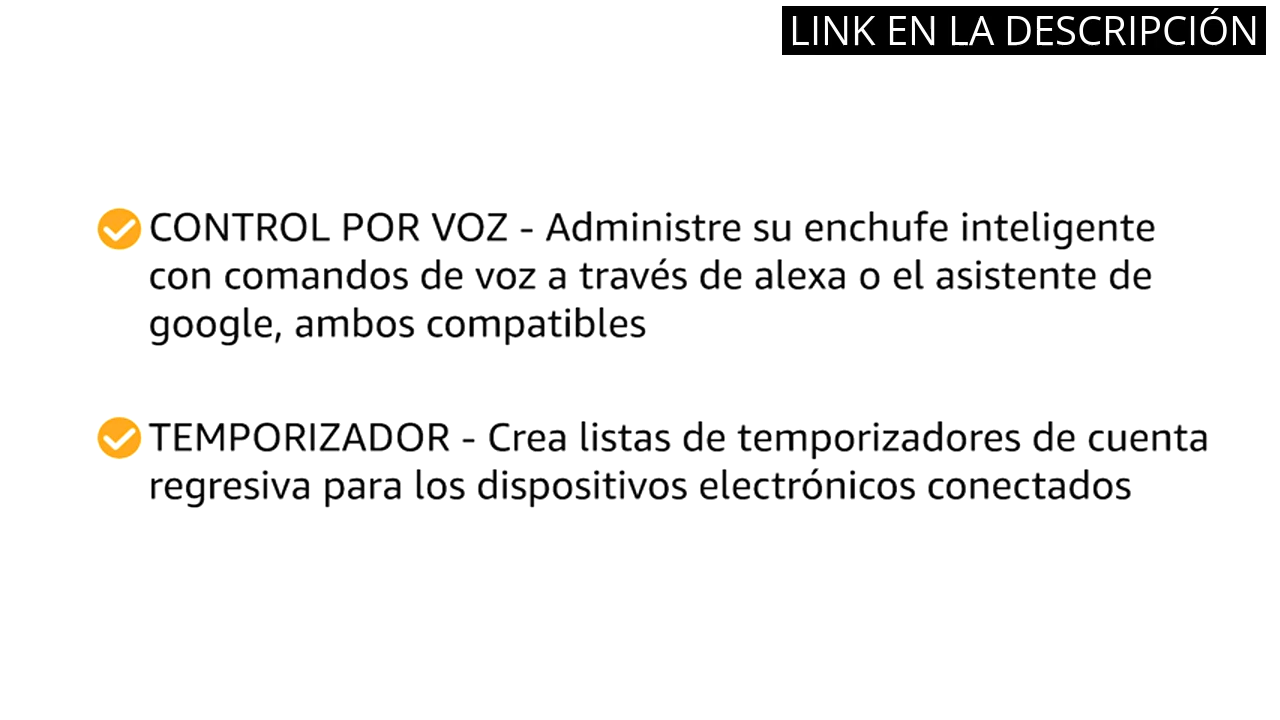 LINK EN LA DESCRIPCIÓN
CONTROL POR VOZ - Administre su enchufe inteligente
con comandos de voz a través de alexa o el asistente de
google, ambos compatibles
TEMPORIZADOR - Crea listas de temporizadores de cuenta
regresiva para los dispositivos electrónicos conectados